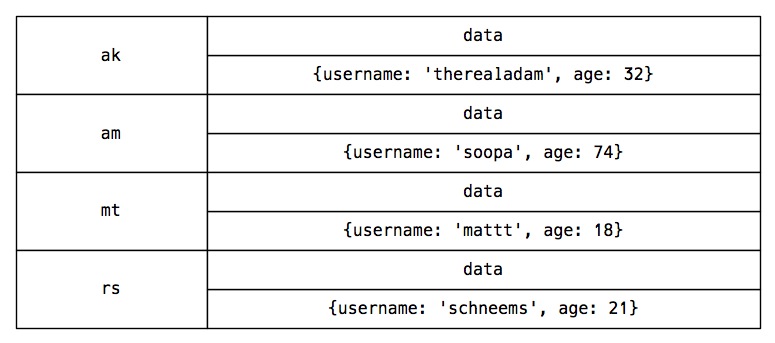 ak
data
{username: 'therealadam', age: 32}
am
data
{username: 'soopa', age: 74}
mt
data
{username: 'mattt', age: 18}
rs
data
{username: 'schneems', age: 21}